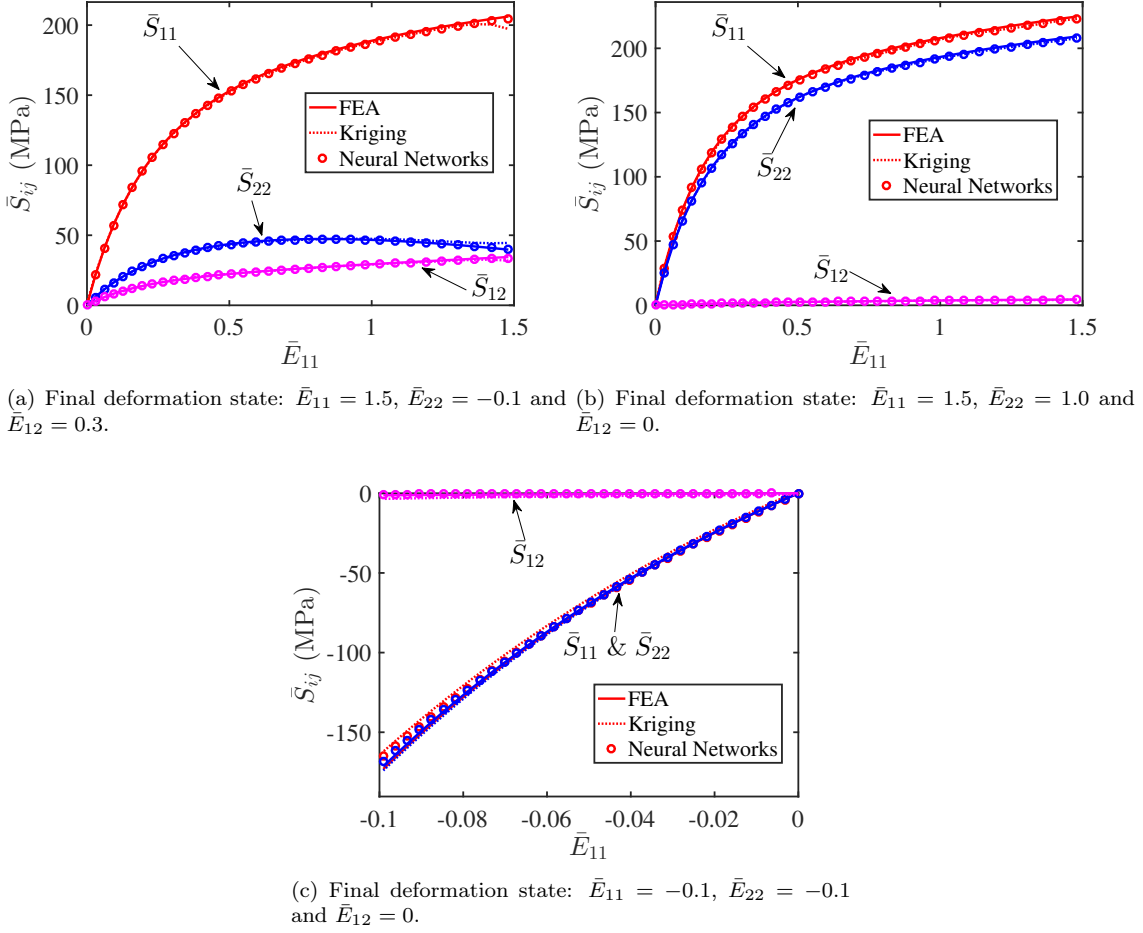 200
150
100
50
0
S̄ij (MPa)
S̄11
S̄22
S̄12
FEA
Kriging
Neural Networks
0 0.5 1 1.5
Ē11
200
150
100
50
0
S̄ij (MPa)
S̄11
S̄22
S̄12
FEA
Kriging
Neural Networks
0 0.5 1 1.5
Ē11
(a) Final deformation state: Ē11 = 1.5, Ē22 = −0.1 and
Ē12 = 0.3.
(b) Final deformation state: Ē11 = 1.5, Ē22 = 1.0 and
Ē12 = 0.
0
-50
-100
-150
S̄ij (MPa)
S̄12
S̄11 & S̄22
FEA
Kriging
Neural Networks
-0.1 -0.08 -0.06 -0.04 -0.02 0
Ē11
(c) Final deformation state: Ē11 = −0.1, Ē22 = −0.1
and Ē12 = 0.